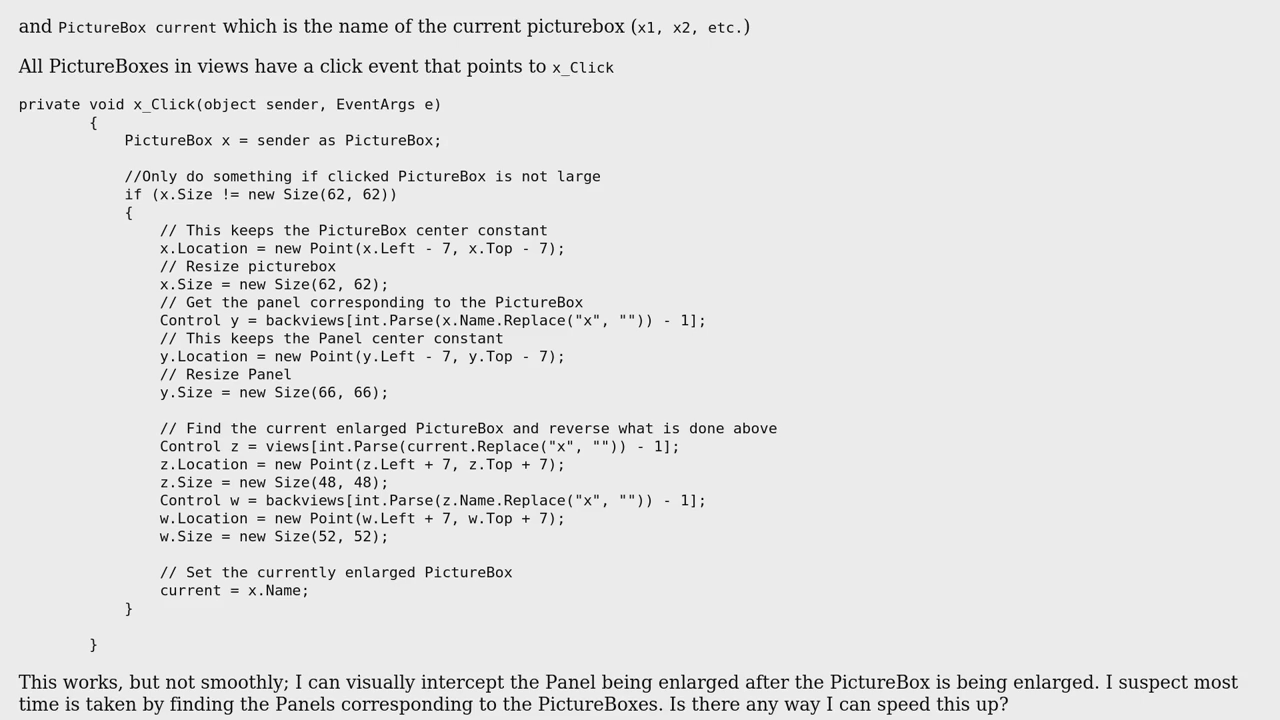 and PictureBox current which is the name of the current picturebox (x1, x2, etc.)
All PictureBoxes in views have a click event that points to x_Click
private void x_Click(object sender, EventArgs e)
        {
            PictureBox x = sender as PictureBox;

            //Only do something if clicked PictureBox is not large
            if (x.Size != new Size(62, 62))
            {
                // This keeps the PictureBox center constant
                x.Location = new Point(x.Left - 7, x.Top - 7);
                // Resize picturebox
                x.Size = new Size(62, 62);
                // Get the panel corresponding to the PictureBox
                Control y = backviews[int.Parse(x.Name.Replace("x", "")) - 1];
                // This keeps the Panel center constant
                y.Location = new Point(y.Left - 7, y.Top - 7);
                // Resize Panel
                y.Size = new Size(66, 66);

                // Find the current enlarged PictureBox and reverse what is done above
                Control z = views[int.Parse(current.Replace("x", "")) - 1];
                z.Location = new Point(z.Left + 7, z.Top + 7);
                z.Size = new Size(48, 48);
                Control w = backviews[int.Parse(z.Name.Replace("x", "")) - 1];
                w.Location = new Point(w.Left + 7, w.Top + 7);
                w.Size = new Size(52, 52);

                // Set the currently enlarged PictureBox
                current = x.Name;
            }

        }
This works, but not smoothly; I can visually intercept the Panel being enlarged after the PictureBox is being enlarged. I suspect most
time is taken by finding the Panels corresponding to the PictureBoxes. Is there any way I can speed this up?